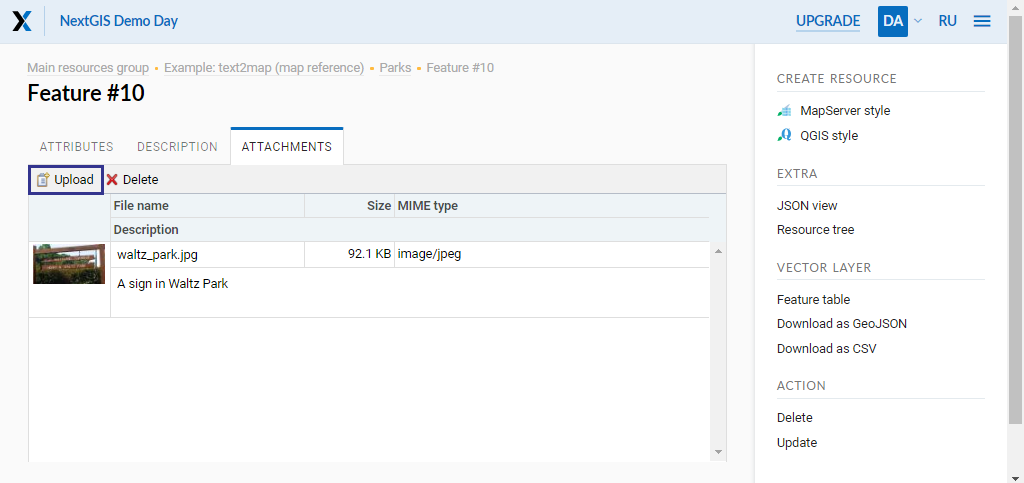 NextGIS Demo Day
UPGRADE
DA
RU
Main resources group • Example: text2map (map reference) • Parks • Feature #10
Feature #10
ATTRIBUTES
DESCRIPTION
ATTACHMENTS
Upload
Delete
File name
Size
MIME type
Description
waltz_park.jpg
92.1 KB
image/jpeg
A sign in Waltz Park
CREATE RESOURCE
MapServer style
QGIS style
EXTRA
JSON view
Resource tree
VECTOR LAYER
Feature table
Download as GeoJSON
Download as CSV
ACTION
Delete
Update